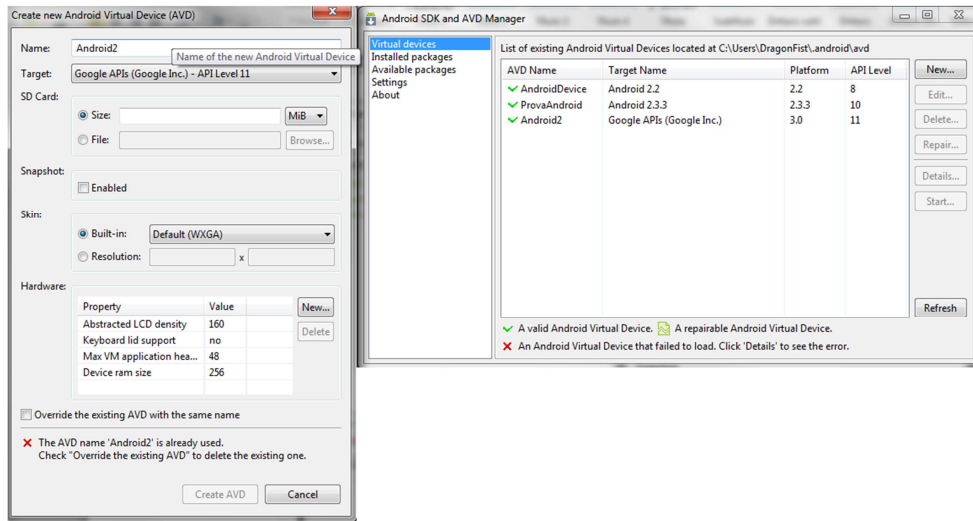 Create new Android Virtual Device (AVD)
Name: Android2
Name of the new Android Virtual Device
Target: Google APIs (Google Inc.) - API Level 11
SD Card:
Size: MiB
File: Browse...
Snapshot:
Enabled
Skin:
Built-in: Default (WXGA)
Resolution: x
Hardware:
Property Value New...
Abstracted LCD density 160 Delete
Keyboard lid support no
Max VM application hea... 48
Device ram size 256
Override the existing AVD with the same name
The AVD name 'Android2' is already used.
Check "Override the existing AVD" to delete the existing one.
Create AVD Cancel
Android SDK and AVD Manager
Virtual devices
Installed packages
Available packages
Settings
About
List of existing Android Virtual Devices located at C:\Users\DragonFist\.android\avd
AVD Name Target Name Platform API Level
AndroidDevice Android 2.2 2.2 8
ProvaAndroid Android 2.3.3 2.3.3 10
Android2 Google APIs (Google Inc.) 3.0 11
New...
Edit...
Delete...
Repair...
Details...
Start...
Refresh
A valid Android Virtual Device. A repairable Android Virtual Device.
An Android Virtual Device that failed to load. Click 'Details' to see the error.